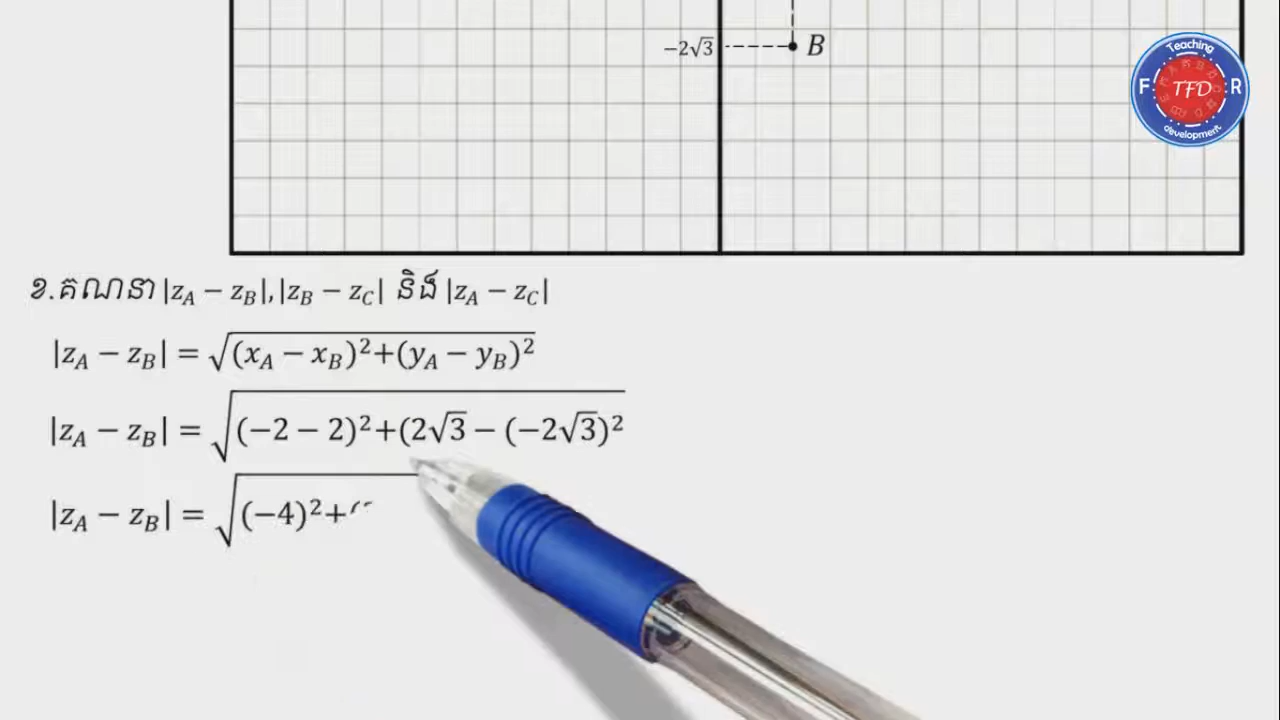 −2√3 B
Teaching
F TFD R
development
ខ.គណនា |z_A − z_B|, |z_B − z_C| និង |z_A − z_C|
|z_A − z_B| = √(x_A − x_B)²+(y_A − y_B)²
|z_A − z_B| = √(−2 − 2)²+(2√3 − (−2√3)²
|z_A − z_B| = √(−4)²+